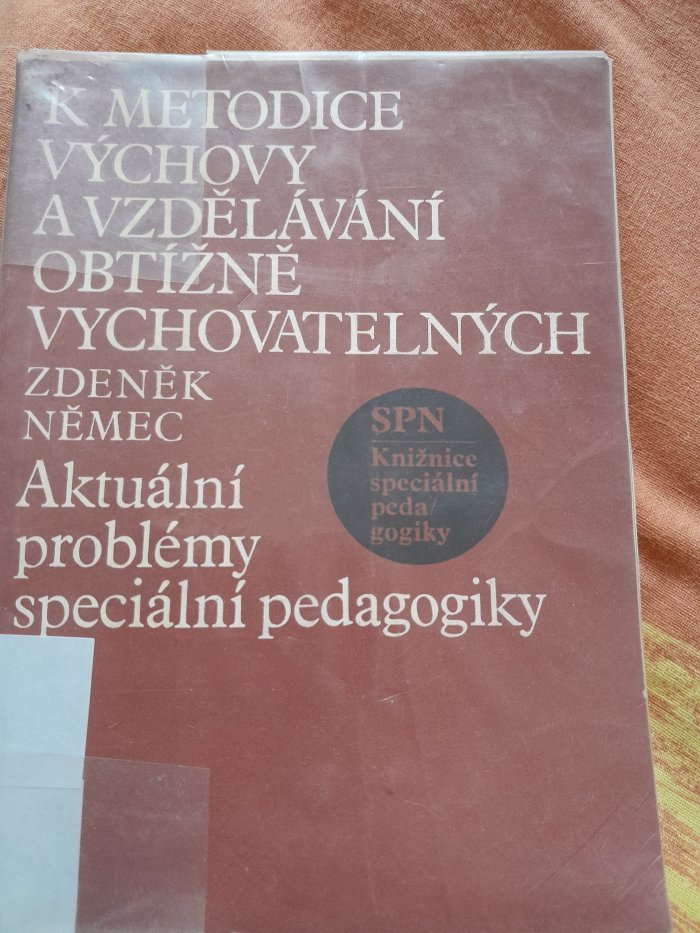 K METODICE
VÝCHOVY
A VZDĚLÁVÁNÍ
OBTÍŽNĚ
VYCHOVATELNÝCH
ZDENĚK
NĚMEC
SPN
Knižnice
speciální
peda/
gogiky
Aktuální
problémy
speciální pedagogiky